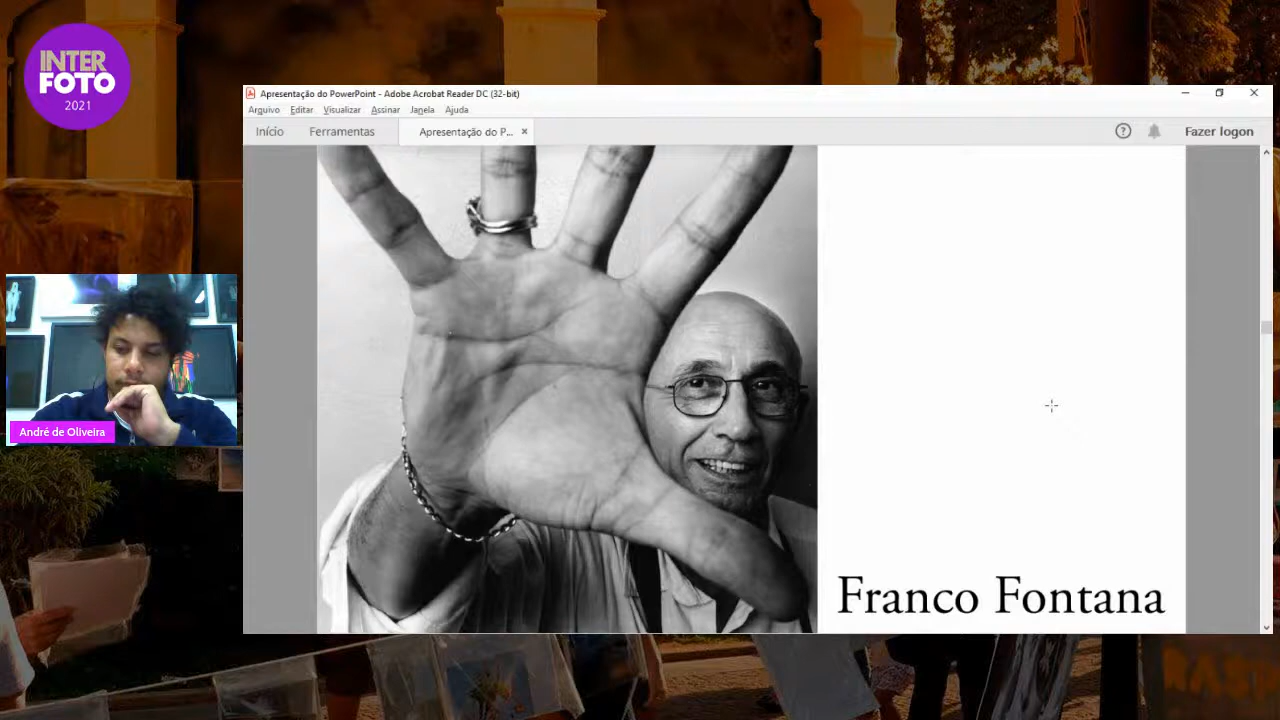 INTER
FOTO
2021
Apresentação do PowerPoint - Adobe Acrobat Reader DC (32-bit)
Arquivo Editar Visualizar Assinar Janela Ajuda
Início Ferramentas Apresentação do P... ×
Fazer logon
André de Oliveira
Franco Fontana